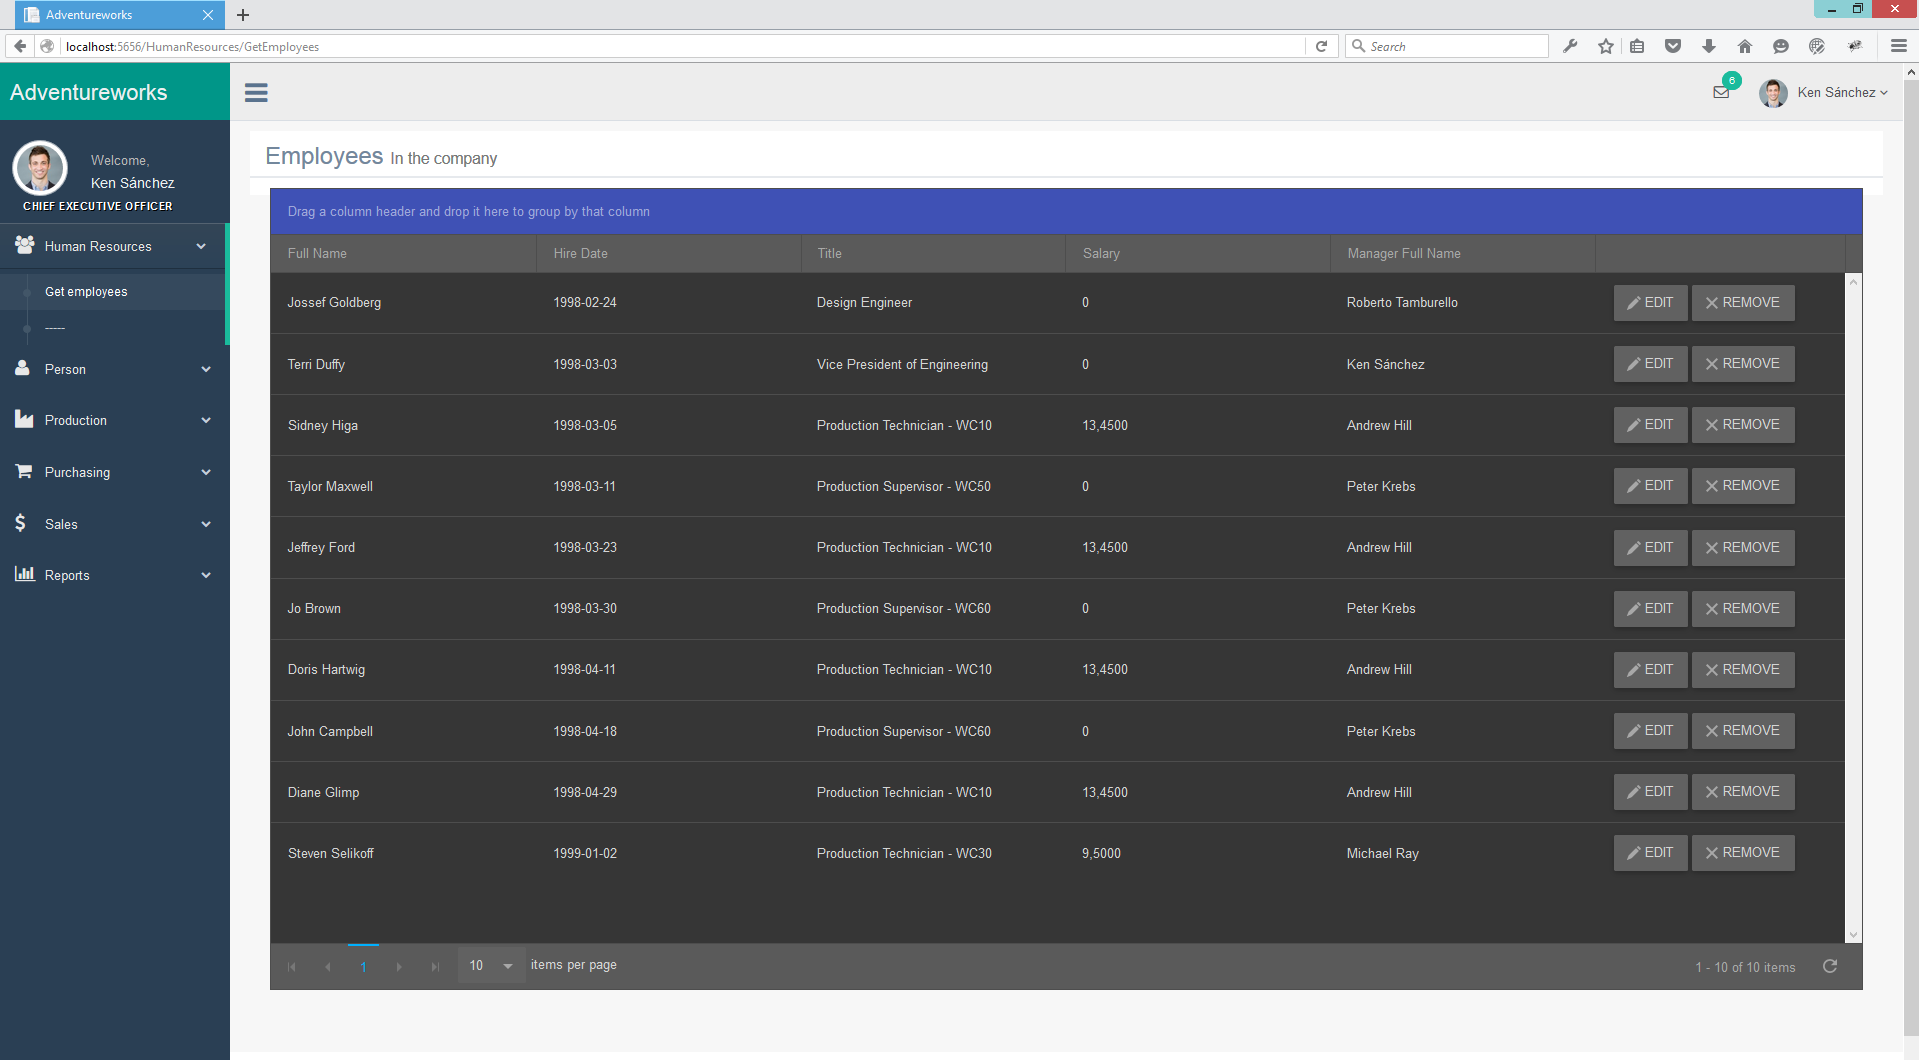 Adventureworks
localhost:5656/HumanResources/GetEmployees
Search
Adventureworks
6
Ken Sánchez
Welcome,
Ken Sánchez
CHIEF EXECUTIVE OFFICER
Human Resources
Get employees
-----
Person
Production
Purchasing
Sales
Reports
Employees In the company
Drag a column header and drop it here to group by that column
Full Name Hire Date Title Salary Manager Full Name
Jossef Goldberg 1998-02-24 Design Engineer 0 Roberto Tamburello EDIT REMOVE
Terri Duffy 1998-03-03 Vice President of Engineering 0 Ken Sánchez EDIT REMOVE
Sidney Higa 1998-03-05 Production Technician - WC10 13,4500 Andrew Hill EDIT REMOVE
Taylor Maxwell 1998-03-11 Production Supervisor - WC50 0 Peter Krebs EDIT REMOVE
Jeffrey Ford 1998-03-23 Production Technician - WC10 13,4500 Andrew Hill EDIT REMOVE
Jo Brown 1998-03-30 Production Supervisor - WC60 0 Peter Krebs EDIT REMOVE
Doris Hartwig 1998-04-11 Production Technician - WC10 13,4500 Andrew Hill EDIT REMOVE
John Campbell 1998-04-18 Production Supervisor - WC60 0 Peter Krebs EDIT REMOVE
Diane Glimp 1998-04-29 Production Technician - WC10 13,4500 Andrew Hill EDIT REMOVE
Steven Selikoff 1999-01-02 Production Technician - WC30 9,5000 Michael Ray EDIT REMOVE
1 10 items per page 1 - 10 of 10 items